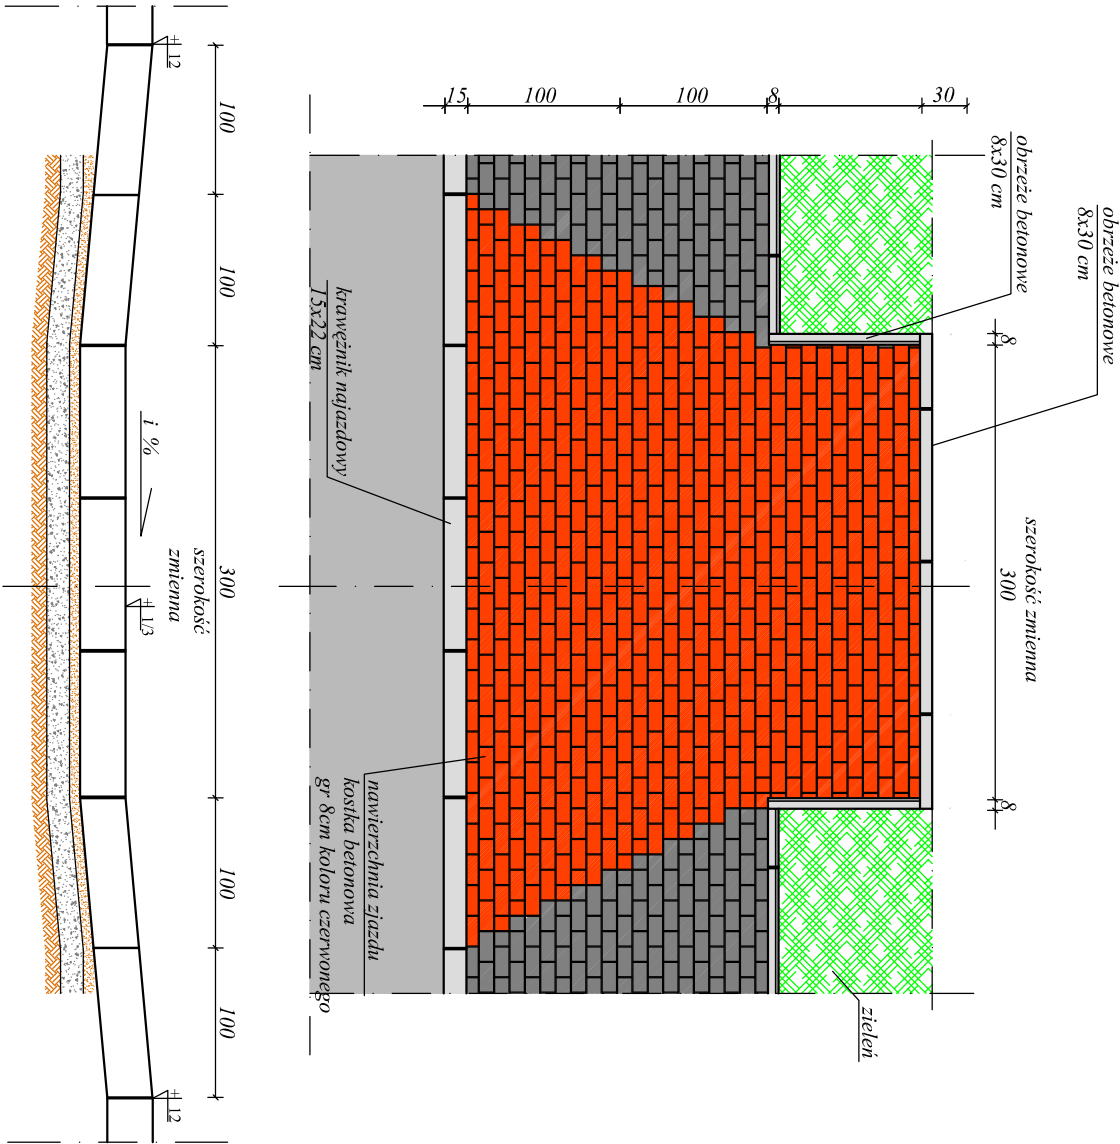 15
100
100
8
30
obrzeże betonowe
8x30 cm
obrzeże betonowe
8x30 cm
8
szerokość zmienna
300
8
krawężnik najazdowy
15x22 cm
nawierzchnia zjazdu
kostka betonowa
gr 8cm koloru czerwonego
zieleń
+
12
100
100
i %
szerokość
zmienna
300
+
1/3
100
100
+
12